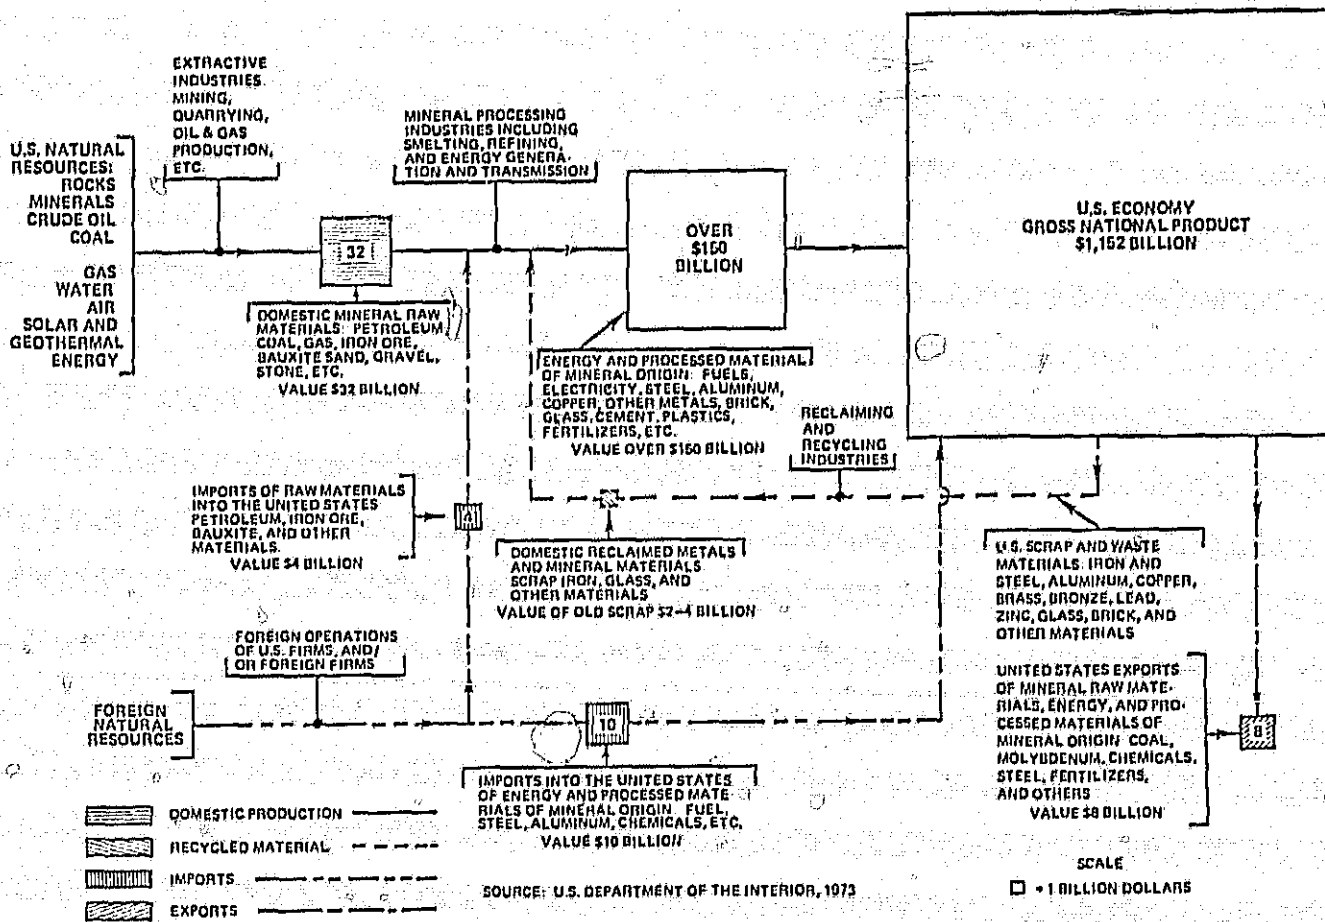 EXTRACTIVE
INDUSTRIES
MINING,
QUARRYING,
OIL & GAS
PRODUCTION,
ETC.
U.S. NATURAL
RESOURCES:
ROCKS
MINERALS
CRUDE OIL
COAL
GAS
WATER
AIR
SOLAR AND
GEOTHERMAL
ENERGY
32
DOMESTIC MINERAL RAW
MATERIALS: PETROLEUM
COAL, GAS, IRON ORE,
BAUXITE SAND, GRAVEL,
STONE, ETC.
VALUE $32 BILLION
MINERAL PROCESSING
INDUSTRIES INCLUDING
SMELTING, REFINING,
AND ENERGY GENERA-
TION AND TRANSMISSION
OVER
$160
BILLION
ENERGY AND PROCESSED MATERIAL
OF MINERAL ORIGIN: FUELS,
ELECTRICITY, STEEL, ALUMINUM,
COPPER, OTHER METALS, BRICK,
GLASS, CEMENT, PLASTICS,
FERTILIZERS, ETC.
VALUE OVER $160 BILLION
U.S. ECONOMY
GROSS NATIONAL PRODUCT
$1,152 BILLION
RECLAIMING
AND
RECYCLING
INDUSTRIES
IMPORTS OF RAW MATERIALS
INTO THE UNITED STATES
PETROLEUM, IRON ORE,
BAUXITE, AND OTHER
MATERIALS.
VALUE $4 BILLION
4
DOMESTIC RECLAIMED METALS
AND MINERAL MATERIALS
SCRAP IRON, GLASS, AND
OTHER MATERIALS
VALUE OF OLD SCRAP $2-4 BILLION
U.S. SCRAP AND WASTE
MATERIALS: IRON AND
STEEL, ALUMINUM, COPPER,
BRASS, BRONZE, LEAD,
ZINC, GLASS, BRICK, AND
OTHER MATERIALS
FOREIGN OPERATIONS
OF U.S. FIRMS, AND/
OR FOREIGN FIRMS
FOREIGN
NATURAL
RESOURCES
10
IMPORTS INTO THE UNITED STATES
OF ENERGY AND PROCESSED MATE-
RIALS OF MINERAL ORIGIN. FUEL,
STEEL, ALUMINUM, CHEMICALS, ETC.
VALUE $10 BILLION
UNITED STATES EXPORTS
OF MINERAL RAW MATE-
RIALS, ENERGY, AND PRO-
CESSED MATERIALS OF
MINERAL ORIGIN: COAL,
MOLYBDENUM, CHEMICALS,
STEEL, FERTILIZERS,
AND OTHERS
VALUE $8 BILLION
8
DOMESTIC PRODUCTION
RECYCLED MATERIAL
IMPORTS
EXPORTS
SOURCE: U.S. DEPARTMENT OF THE INTERIOR, 1973
SCALE
= 1 BILLION DOLLARS